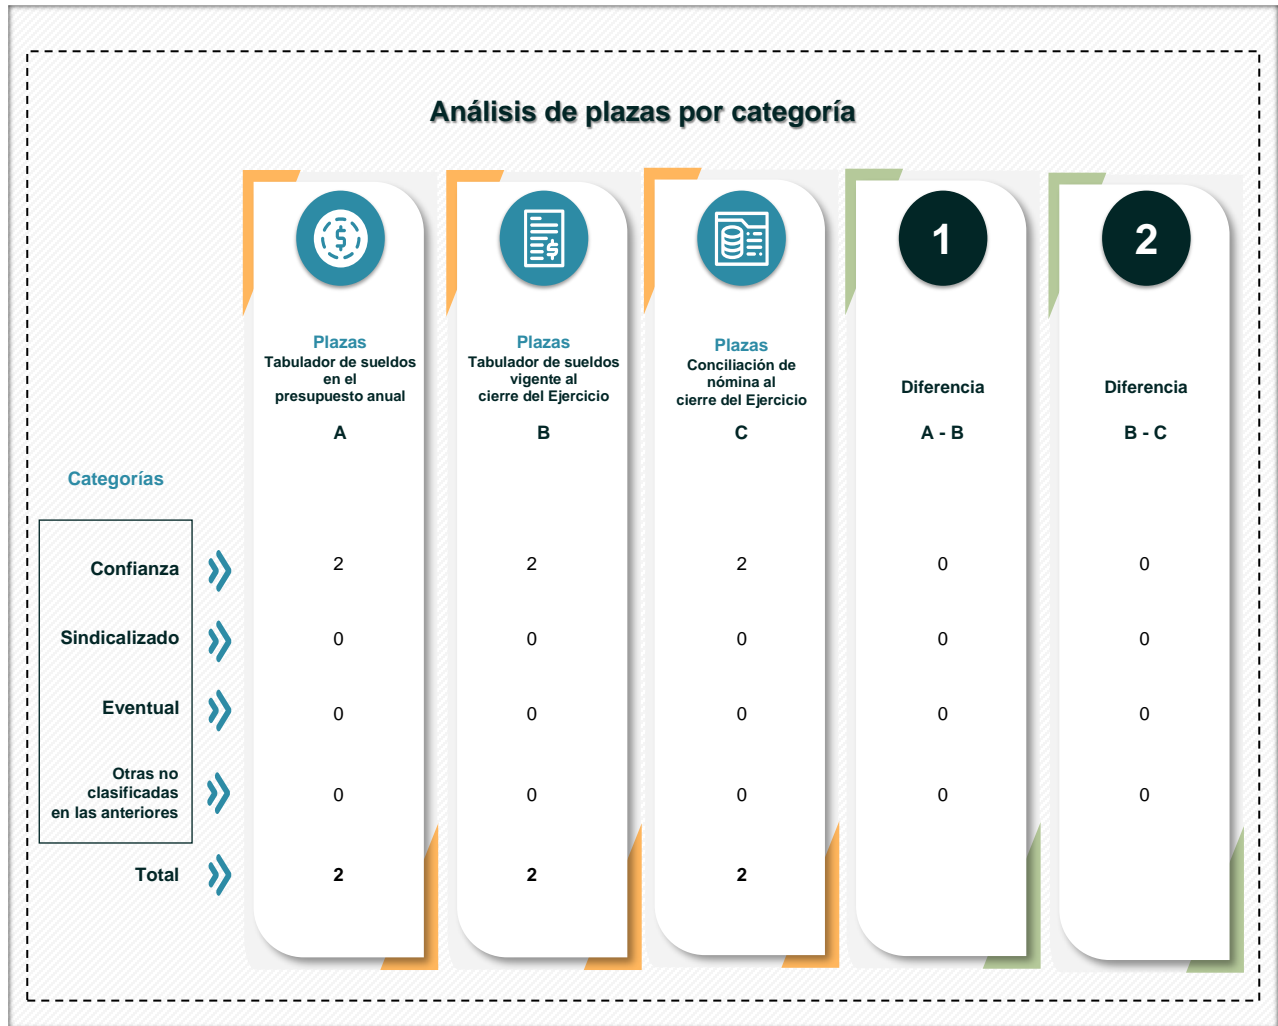 Análisis de plazas por categoría
1
2
Plazas
Tabulador de sueldos
en el
presupuesto anual
A
Plazas
Tabulador de sueldos
vigente al
cierre del Ejercicio
B
Plazas
Conciliación de
nómina al
cierre del Ejercicio
C
Diferencia
A - B
Diferencia
B - C
Categorías
Confianza 2 2 2 0 0
Sindicalizado 0 0 0 0 0
Eventual 0 0 0 0 0
Otras no
clasificadas
en las anteriores
0 0 0 0 0
Total 2 2 2